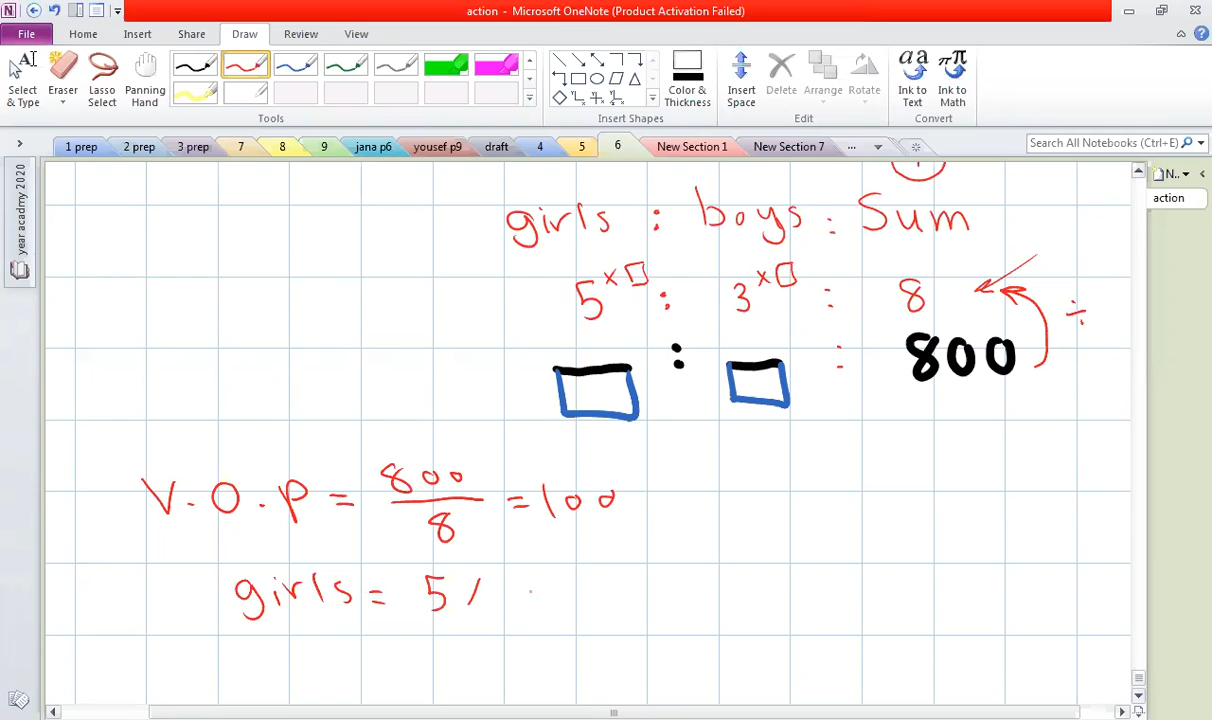 action - Microsoft OneNote (Product Activation Failed)
File Home Insert Share Draw Review View
Select & Type Eraser Lasso Select Panning Hand Color & Thickness Insert Space Delete Arrange Rotate Ink to Text Ink to Math
Tools Insert Shapes Edit Convert
1 prep 2 prep 3 prep 7 8 9 jana p6 yousef p9 draft 4 5 6 New Section 1 New Section 7 ... Search All Notebooks (Ctrl+E)
N.. action
year acadmy 2020
girls : boys : Sum
5 ×□ : 3 ×□ : 8 ÷
□ : □ : 800
V.O.P = 800/8 = 100
girls = 5